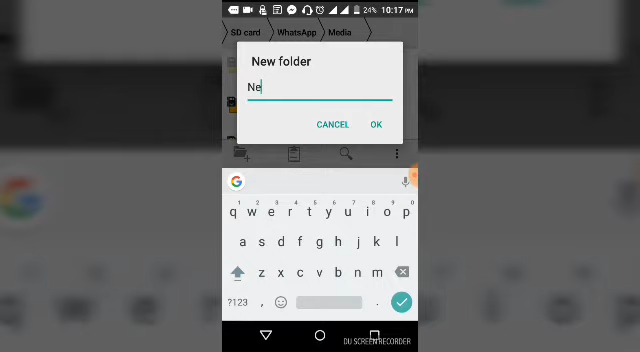 24% 10:17 PM
SD card WhatsApp Media
New folder
Ne
CANCEL OK
G
1 2 3 4 5 6 7 8 9 0
q w e r t y u i o p
a s d f g h j k l
z x c v b n m
?123 , .
DU SCREEN RECORDER